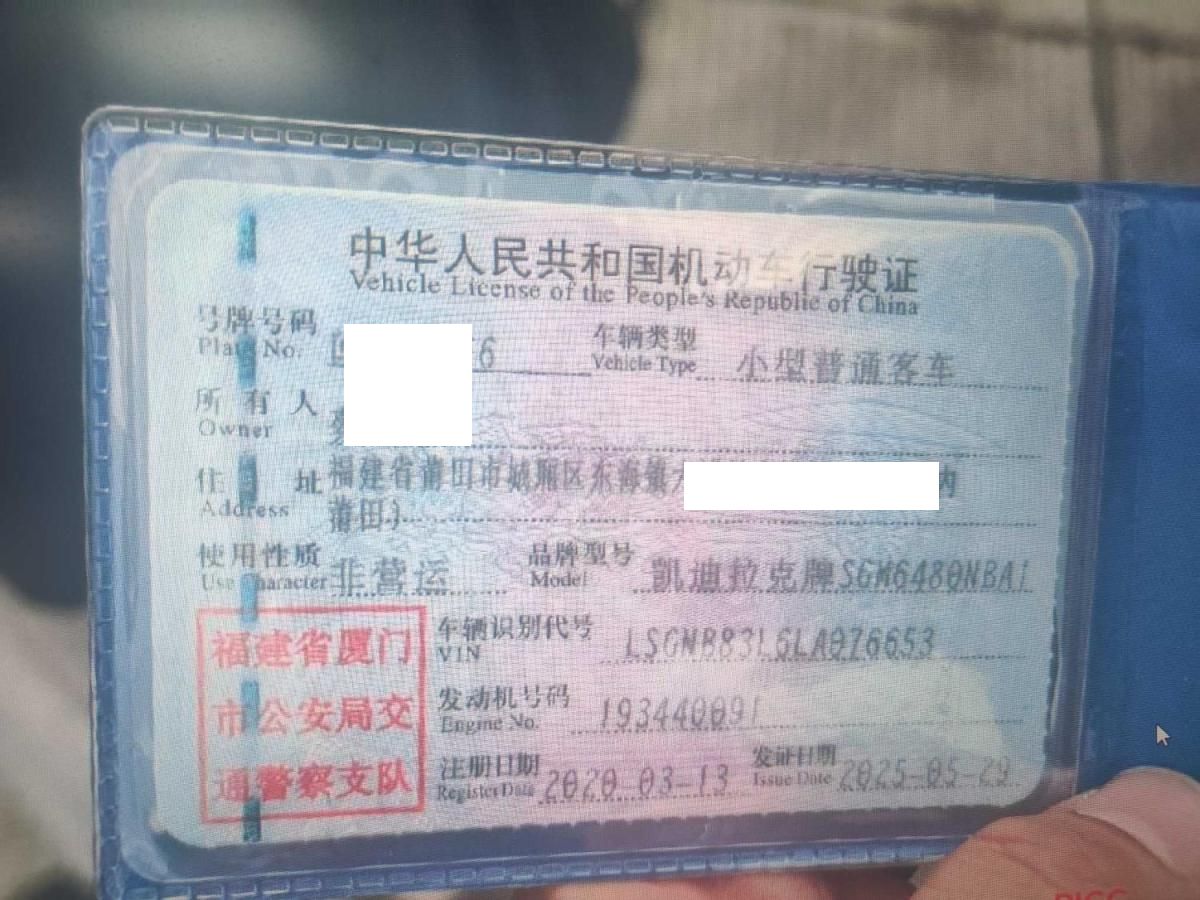 中华人民共和国机动车行驶证
Vehicle License of the People's Republic of China
号牌号码
Plate No.
6
车辆类型
Vehicle Type
小型普通客车
所有人
Owner
住址
Address
福建省莆田市城厢区东海镇
莆田)
使用性质
Use Character
非营运
品牌型号
Model
凯迪拉克牌SGM6480NBA1
福建省厦门
市公安局交
通警察支队
车辆识别代号
VIN
LSGNB83L6LA076653
发动机号码
Engine No.
193440091
注册日期
Register Date
2020-03-13
发证日期
Issue Date
2025-05-29
PICC